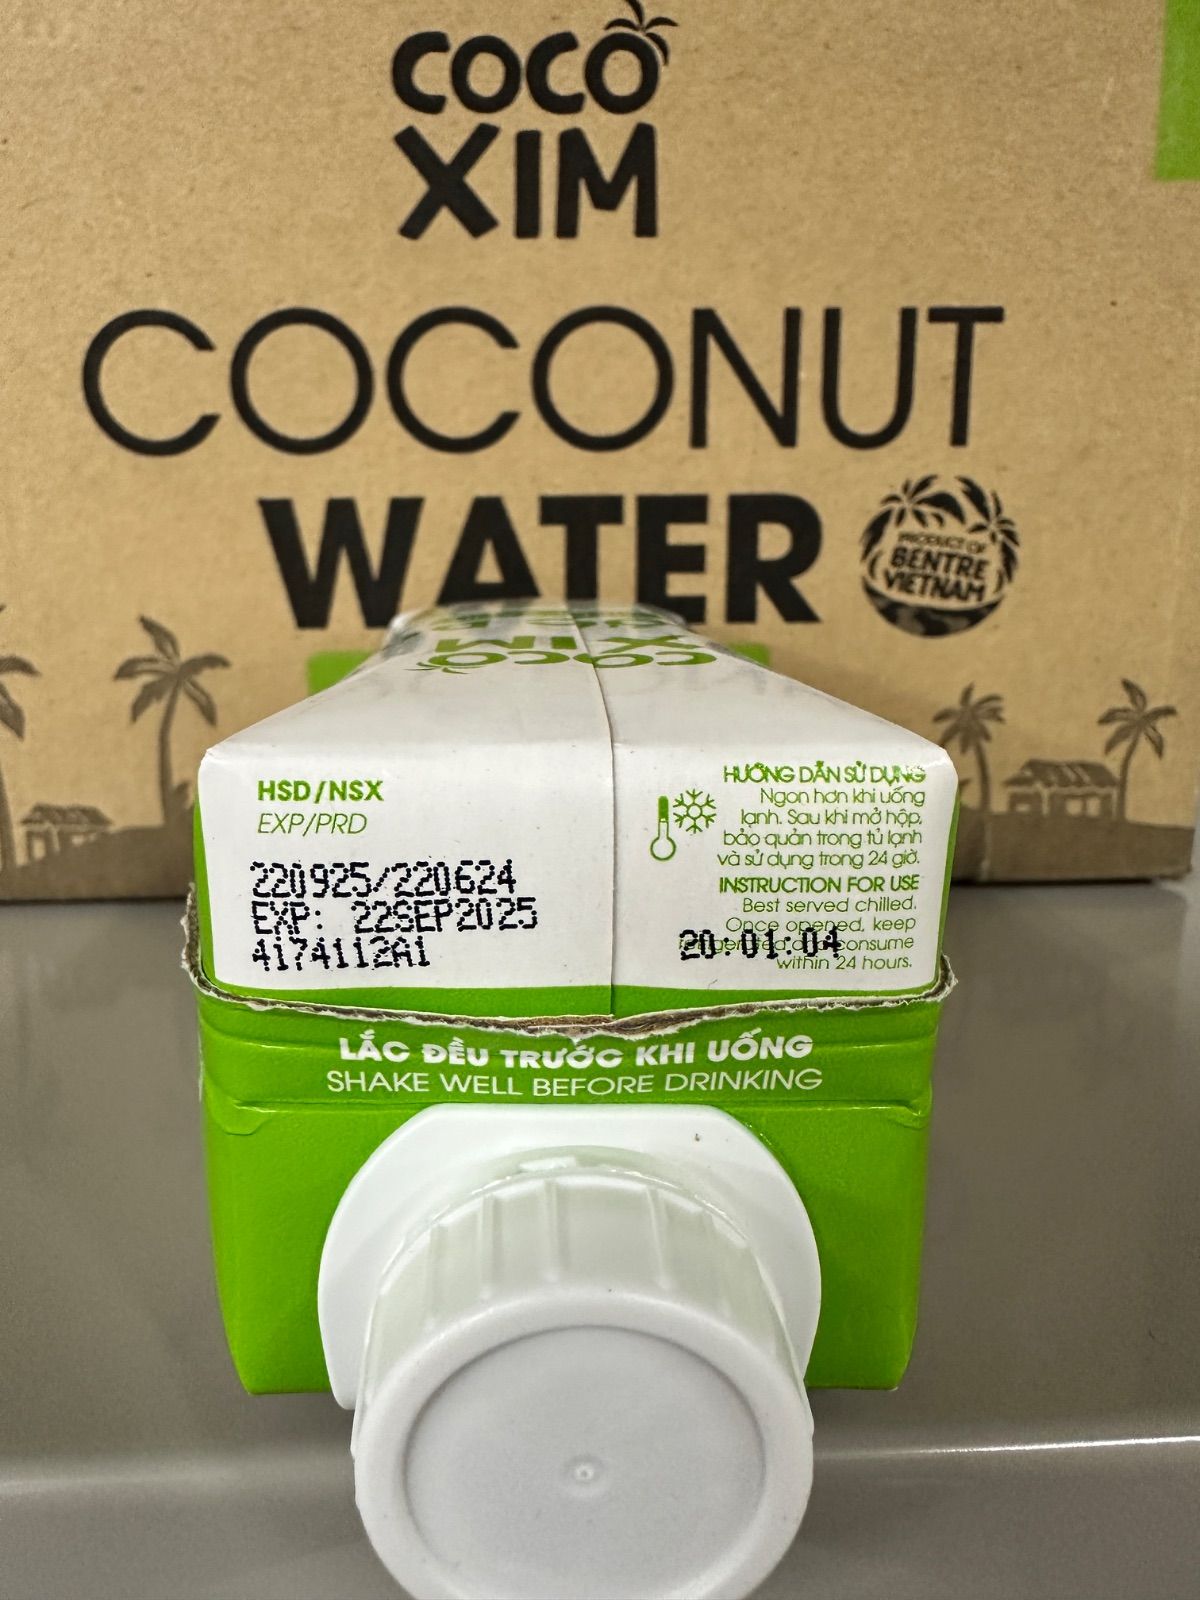 COCO
XIM
COCONUT
WATER
PRODUCT OF
BENTRE
VIETNAM
XIM
COCO
HSD/NSX
EXP/PRD
220925/220624
EXP: 22SEP2025
4174112A1
HƯỚNG DẪN SỬ DỤNG
Ngon hơn khi uống
lạnh. Sau khi mở hộp,
bảo quản trong tủ lạnh
và sử dụng trong 24 giờ.
INSTRUCTION FOR USE
Best served chilled.
Once opened, keep
refrigerated and consume
within 24 hours.
20:01:04
LẮC ĐỀU TRƯỚC KHI UỐNG
SHAKE WELL BEFORE DRINKING